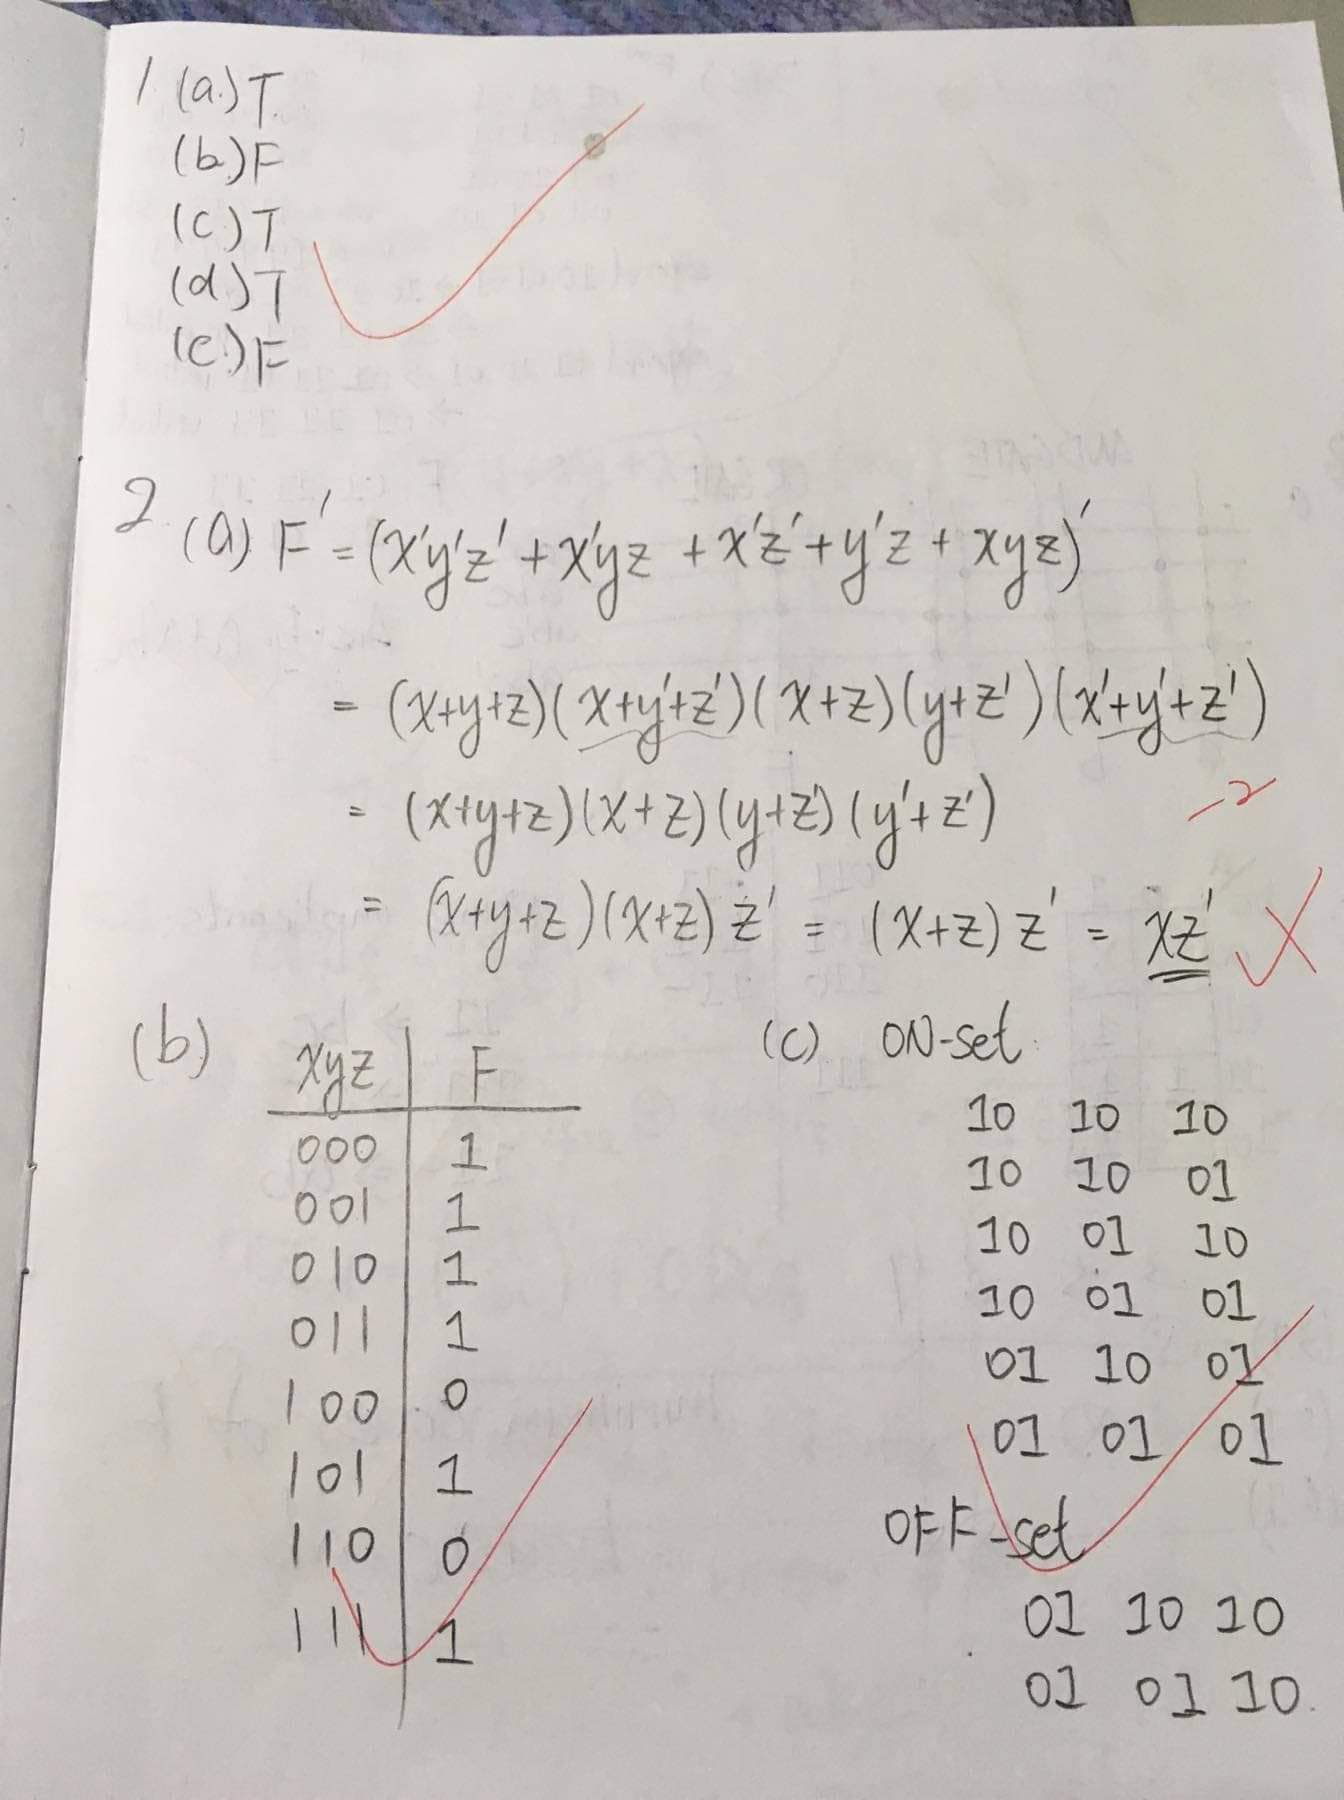 1 (a.) T
(b.) F
(c.) T
(d.) T
(e.) F
2. (a) F' = (x'y'z' + x'yz + x'z' + y'z + xyz)'
= (x+y+z)(x+y'+z')(x+z)(y+z')(x'+y'+z')
= (x+y+z)(x+z)(y+z')(y'+z')
-2
= (x+y+z)(x+z)z' = (x+z)z' = xz'
(b)
xyz F
000 1
001 1
010 1
011 1
100 0
101 1
110 0
111 1
(c) ON-set
10 10 10
10 10 01
10 01 10
10 01 01
01 10 01
01 01 01
OFF-set
01 10 10
01 01 10.